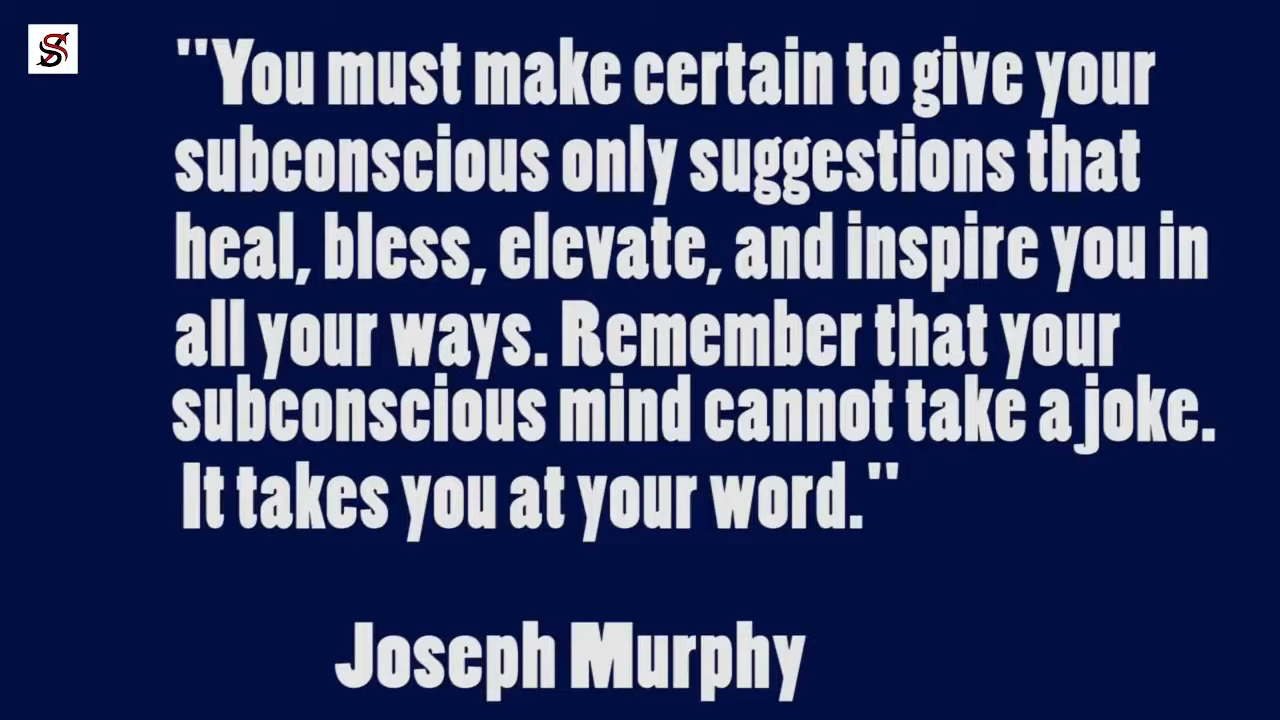 "You must make certain to give your
subconscious only suggestions that
heal, bless, elevate, and inspire you in
all your ways. Remember that your
subconscious mind cannot take a joke.
It takes you at your word."
Joseph Murphy